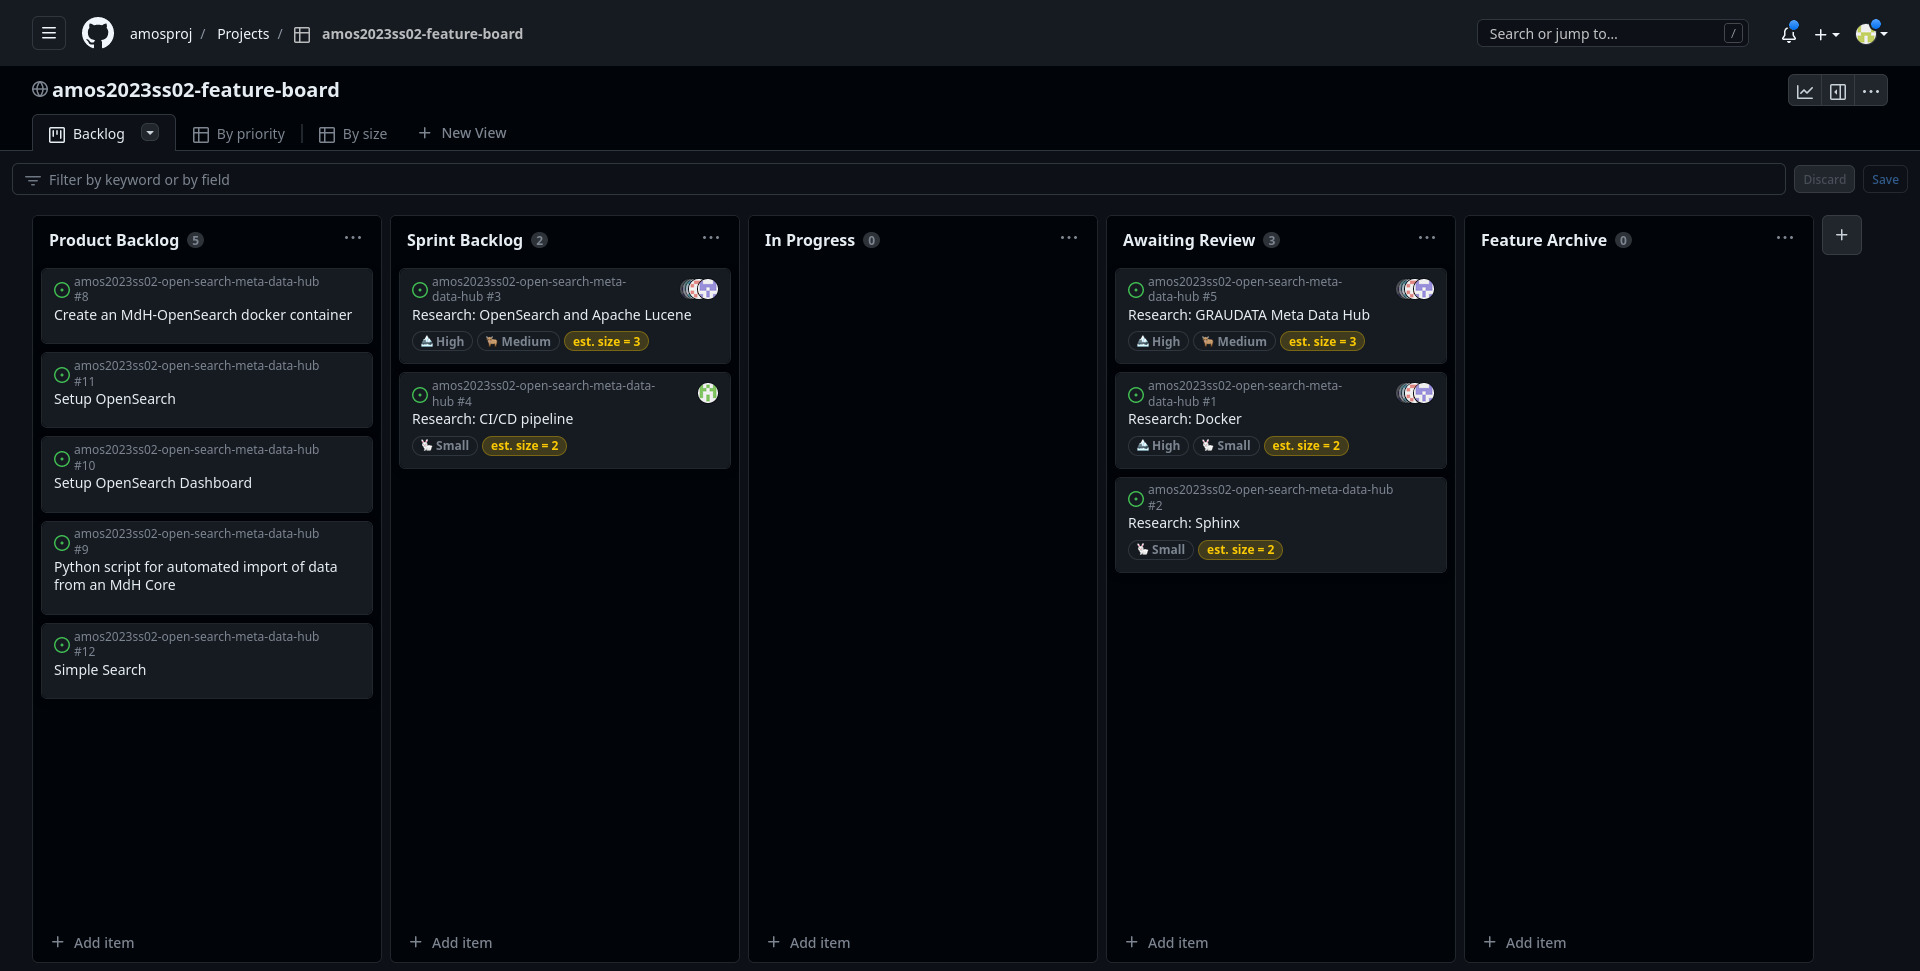 amosproj / Projects / amos2023ss02-feature-board
Search or jump to... /
amos2023ss02-feature-board
Backlog By priority By size New View
Filter by keyword or by field
Discard Save
Product Backlog 5
amos2023ss02-open-search-meta-data-hub
#8
Create an MdH-OpenSearch docker container
amos2023ss02-open-search-meta-data-hub
#11
Setup OpenSearch
amos2023ss02-open-search-meta-data-hub
#10
Setup OpenSearch Dashboard
amos2023ss02-open-search-meta-data-hub
#9
Python script for automated import of data
from an MdH Core
amos2023ss02-open-search-meta-data-hub
#12
Simple Search
Add item
Sprint Backlog 2
amos2023ss02-open-search-meta-
data-hub #3
Research: OpenSearch and Apache Lucene
High Medium est. size = 3
amos2023ss02-open-search-meta-data-
hub #4
Research: CI/CD pipeline
Small est. size = 2
Add item
In Progress 0
Add item
Awaiting Review 3
amos2023ss02-open-search-meta-
data-hub #5
Research: GRAUDATA Meta Data Hub
High Medium est. size = 3
amos2023ss02-open-search-meta-
data-hub #1
Research: Docker
High Small est. size = 2
amos2023ss02-open-search-meta-data-hub
#2
Research: Sphinx
Small est. size = 2
Add item
Feature Archive 0
Add item